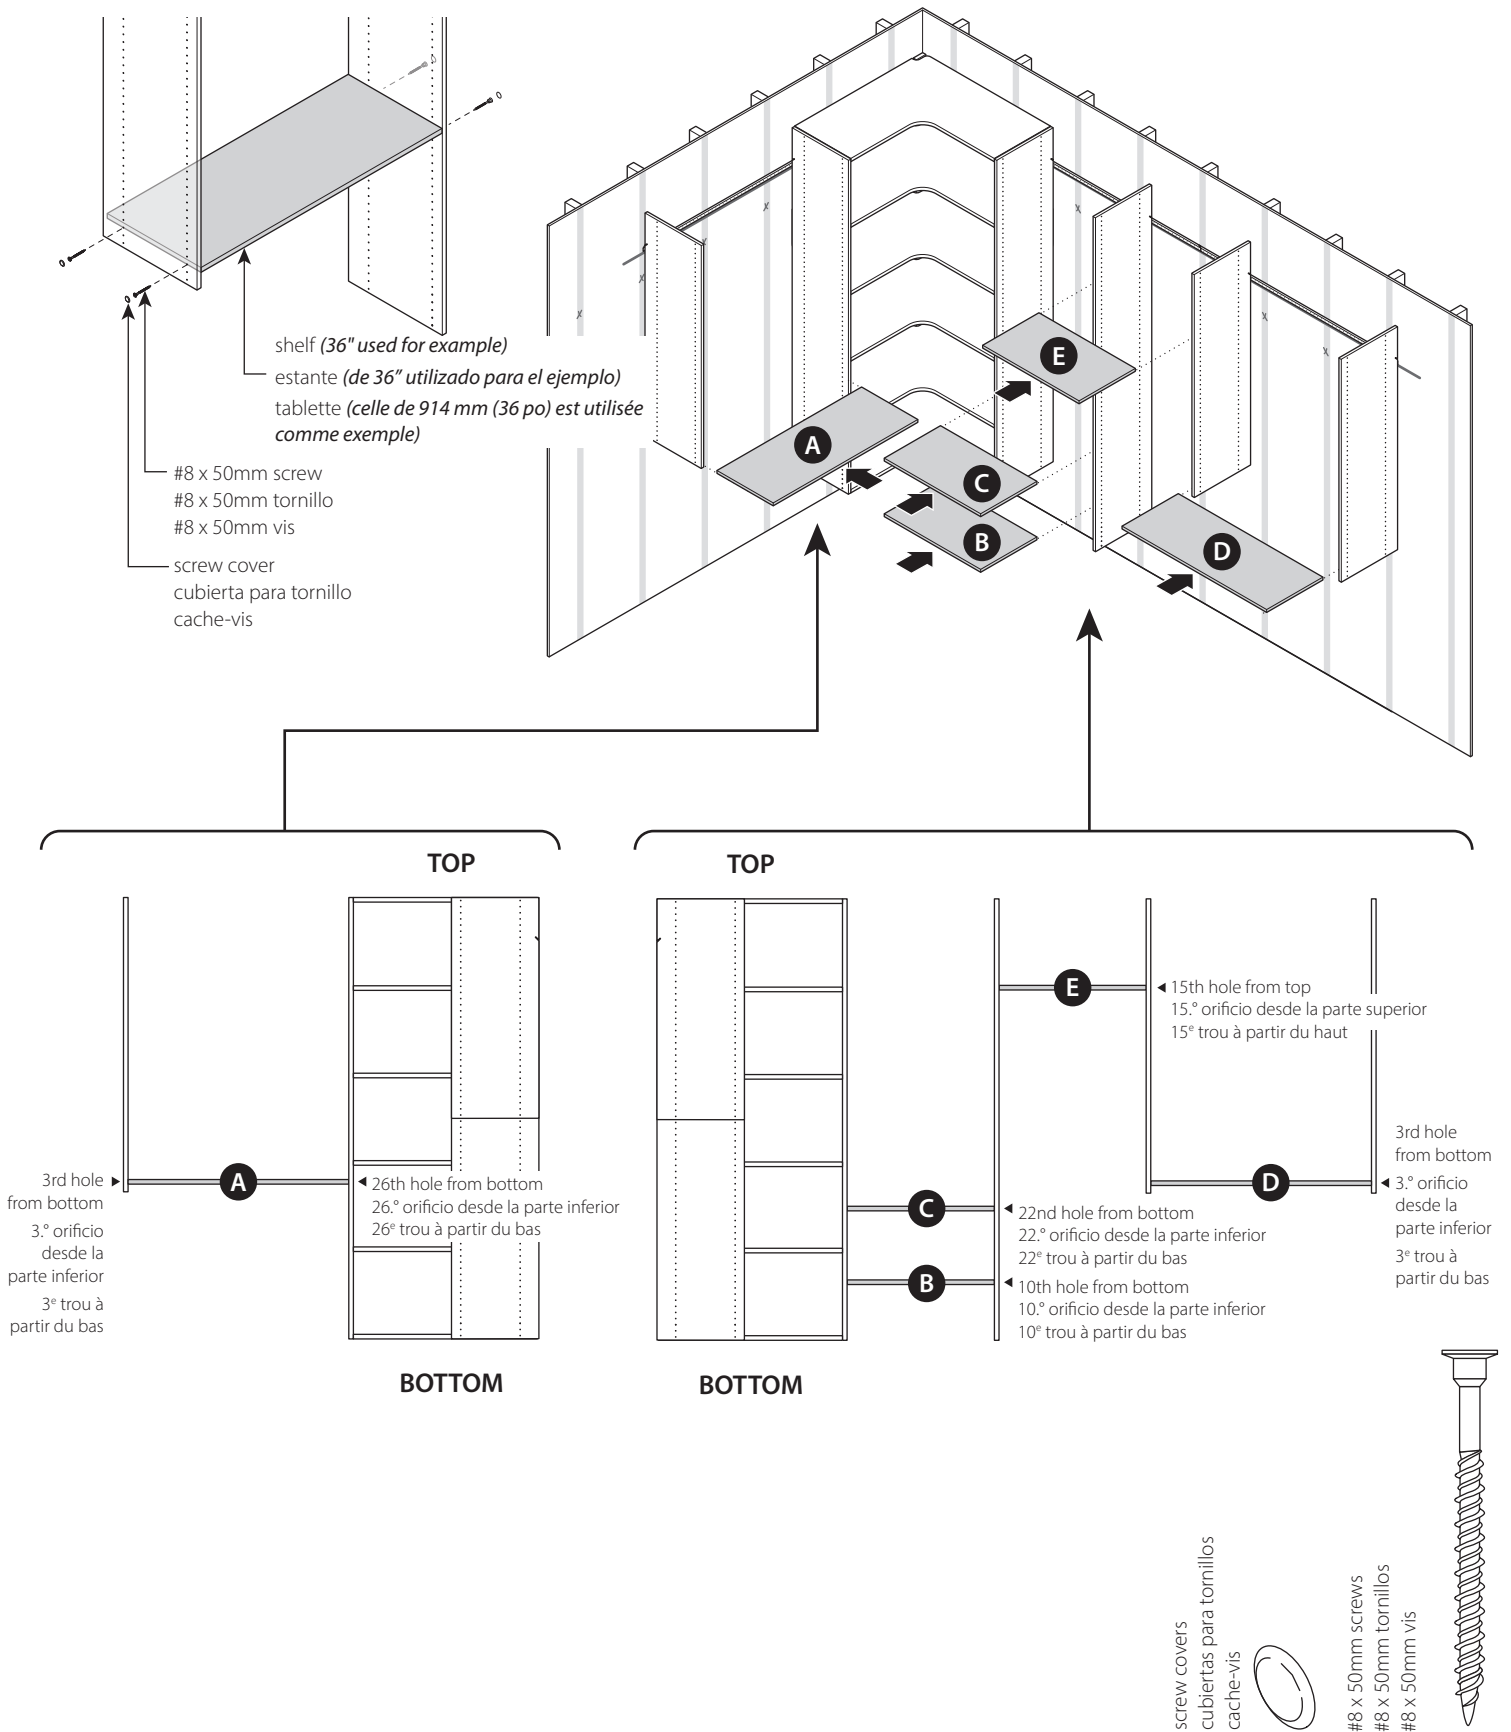 shelf (36" used for example)
estante (de 36” utilizado para el ejemplo)
tablette (celle de 914 mm (36 po) est utilisée
comme exemple)
#8 x 50mm screw
#8 x 50mm tornillo
#8 x 50mm vis
screw cover
cubierta para tornillo
cache-vis
A
B
C
D
E
TOP
3rd hole
from bottom
3.° orificio
desde la
parte inferior
3e trou à
partir du bas
A
26th hole from bottom
26.° orificio desde la parte inferior
26e trou à partir du bas
BOTTOM
TOP
E
15th hole from top
15.° orificio desde la parte superior
15e trou à partir du haut
C
22nd hole from bottom
22.° orificio desde la parte inferior
22e trou à partir du bas
B
10th hole from bottom
10.° orificio desde la parte inferior
10e trou à partir du bas
D
3rd hole
from bottom
3.° orificio
desde la
parte inferior
3e trou à
partir du bas
BOTTOM
screw covers
cubiertas para tornillos
cache-vis
#8 x 50mm screws
#8 x 50mm tornillos
#8 x 50mm vis